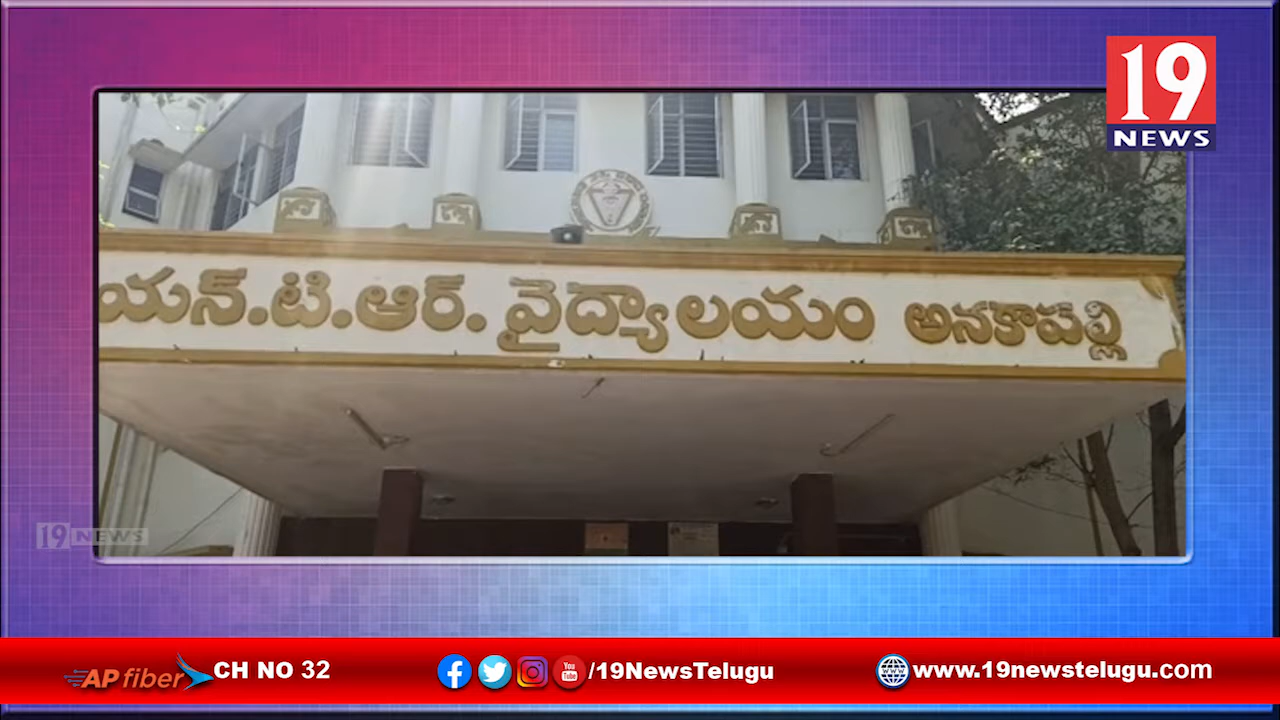 19
NEWS
యన్.టి.ఆర్. వైద్యాలయం అనకాపల్లి
19 NEWS
AP fiber CH NO 32
/19NewsTelugu
www.19newstelugu.com